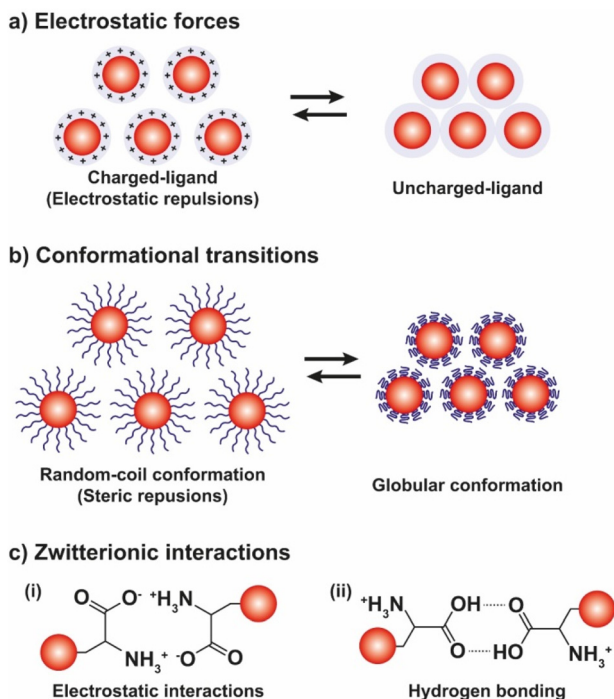 a) Electrostatic forces
Charged-ligand
(Electrostatic repulsions)
Uncharged-ligand
b) Conformational transitions
Random-coil conformation
(Steric repusions)
Globular conformation
c) Zwitterionic interactions
(i)
O
O-
+H3N
NH3+
-O
O
Electrostatic interactions
(ii)
+H3N
OH
O
O
HO
NH3+
Hydrogen bonding